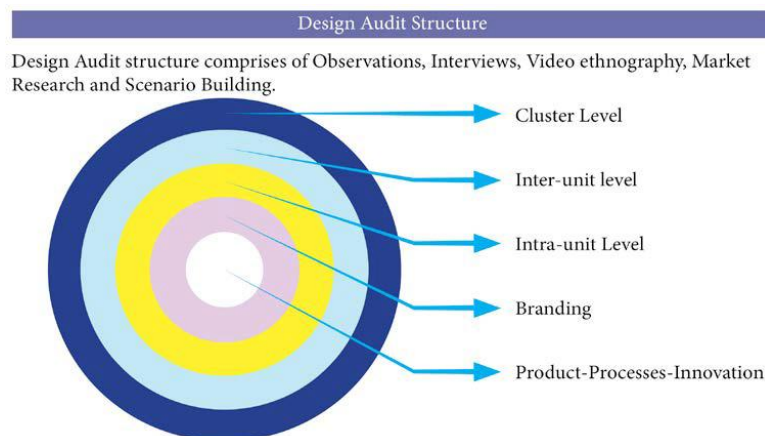 Design Audit Structure
Design Audit structure comprises of Observations, Interviews, Video ethnography, Market
Research and Scenario Building.
Cluster Level
Inter-unit level
Intra-unit Level
Branding
Product-Processes-Innovation